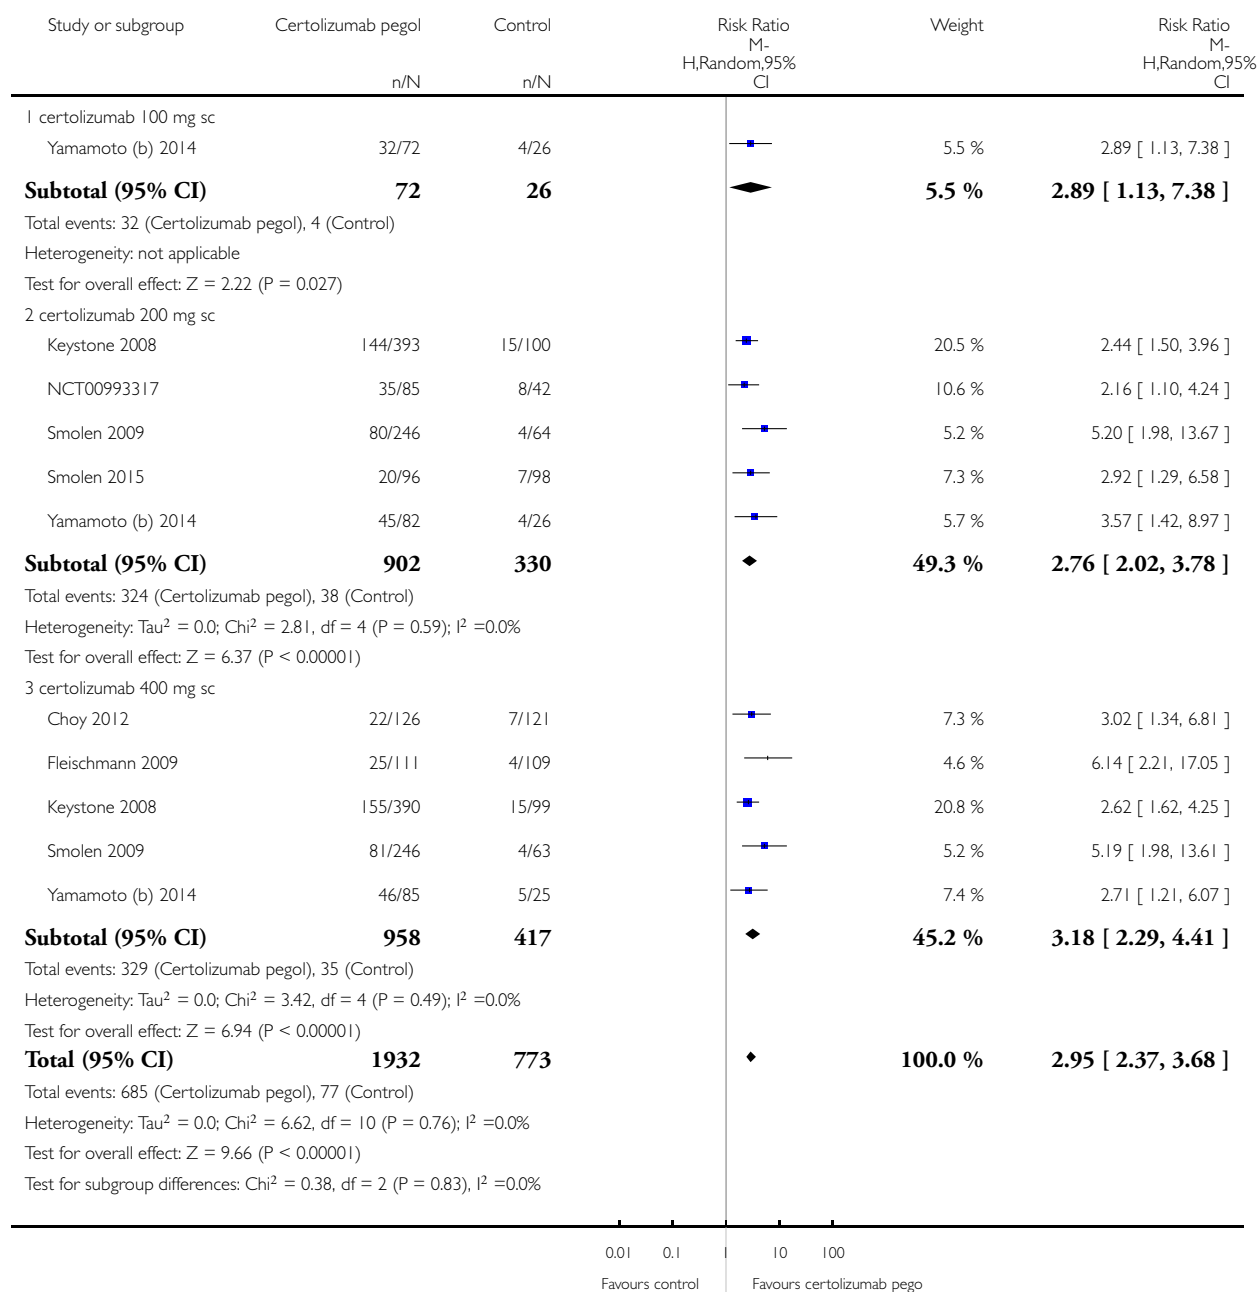 Study or subgroup Certolizumab pegol Control Risk Ratio Weight Risk Ratio
M- M-
H,Random,95% H,Random,95%
n/N n/N CI CI
1 certolizumab 100 mg sc
Yamamoto (b) 2014 32/72 4/26 5.5 % 2.89 [ 1.13, 7.38 ]
Subtotal (95% CI) 72 26 5.5 % 2.89 [ 1.13, 7.38 ]
Total events: 32 (Certolizumab pegol), 4 (Control)
Heterogeneity: not applicable
Test for overall effect: Z = 2.22 (P = 0.027)
2 certolizumab 200 mg sc
Keystone 2008 144/393 15/100 20.5 % 2.44 [ 1.50, 3.96 ]
NCT00993317 35/85 8/42 10.6 % 2.16 [ 1.10, 4.24 ]
Smolen 2009 80/246 4/64 5.2 % 5.20 [ 1.98, 13.67 ]
Smolen 2015 20/96 7/98 7.3 % 2.92 [ 1.29, 6.58 ]
Yamamoto (b) 2014 45/82 4/26 5.7 % 3.57 [ 1.42, 8.97 ]
Subtotal (95% CI) 902 330 49.3 % 2.76 [ 2.02, 3.78 ]
Total events: 324 (Certolizumab pegol), 38 (Control)
Heterogeneity: Tau² = 0.0; Chi² = 2.81, df = 4 (P = 0.59); I² =0.0%
Test for overall effect: Z = 6.37 (P < 0.00001)
3 certolizumab 400 mg sc
Choy 2012 22/126 7/121 7.3 % 3.02 [ 1.34, 6.81 ]
Fleischmann 2009 25/111 4/109 4.6 % 6.14 [ 2.21, 17.05 ]
Keystone 2008 155/390 15/99 20.8 % 2.62 [ 1.62, 4.25 ]
Smolen 2009 81/246 4/63 5.2 % 5.19 [ 1.98, 13.61 ]
Yamamoto (b) 2014 46/85 5/25 7.4 % 2.71 [ 1.21, 6.07 ]
Subtotal (95% CI) 958 417 45.2 % 3.18 [ 2.29, 4.41 ]
Total events: 329 (Certolizumab pegol), 35 (Control)
Heterogeneity: Tau² = 0.0; Chi² = 3.42, df = 4 (P = 0.49); I² =0.0%
Test for overall effect: Z = 6.94 (P < 0.00001)
Total (95% CI) 1932 773 100.0 % 2.95 [ 2.37, 3.68 ]
Total events: 685 (Certolizumab pegol), 77 (Control)
Heterogeneity: Tau² = 0.0; Chi² = 6.62, df = 10 (P = 0.76); I² =0.0%
Test for overall effect: Z = 9.66 (P < 0.00001)
Test for subgroup differences: Chi² = 0.38, df = 2 (P = 0.83), I² =0.0%
0.01 0.1 1 10 100
Favours control Favours certolizumab pego